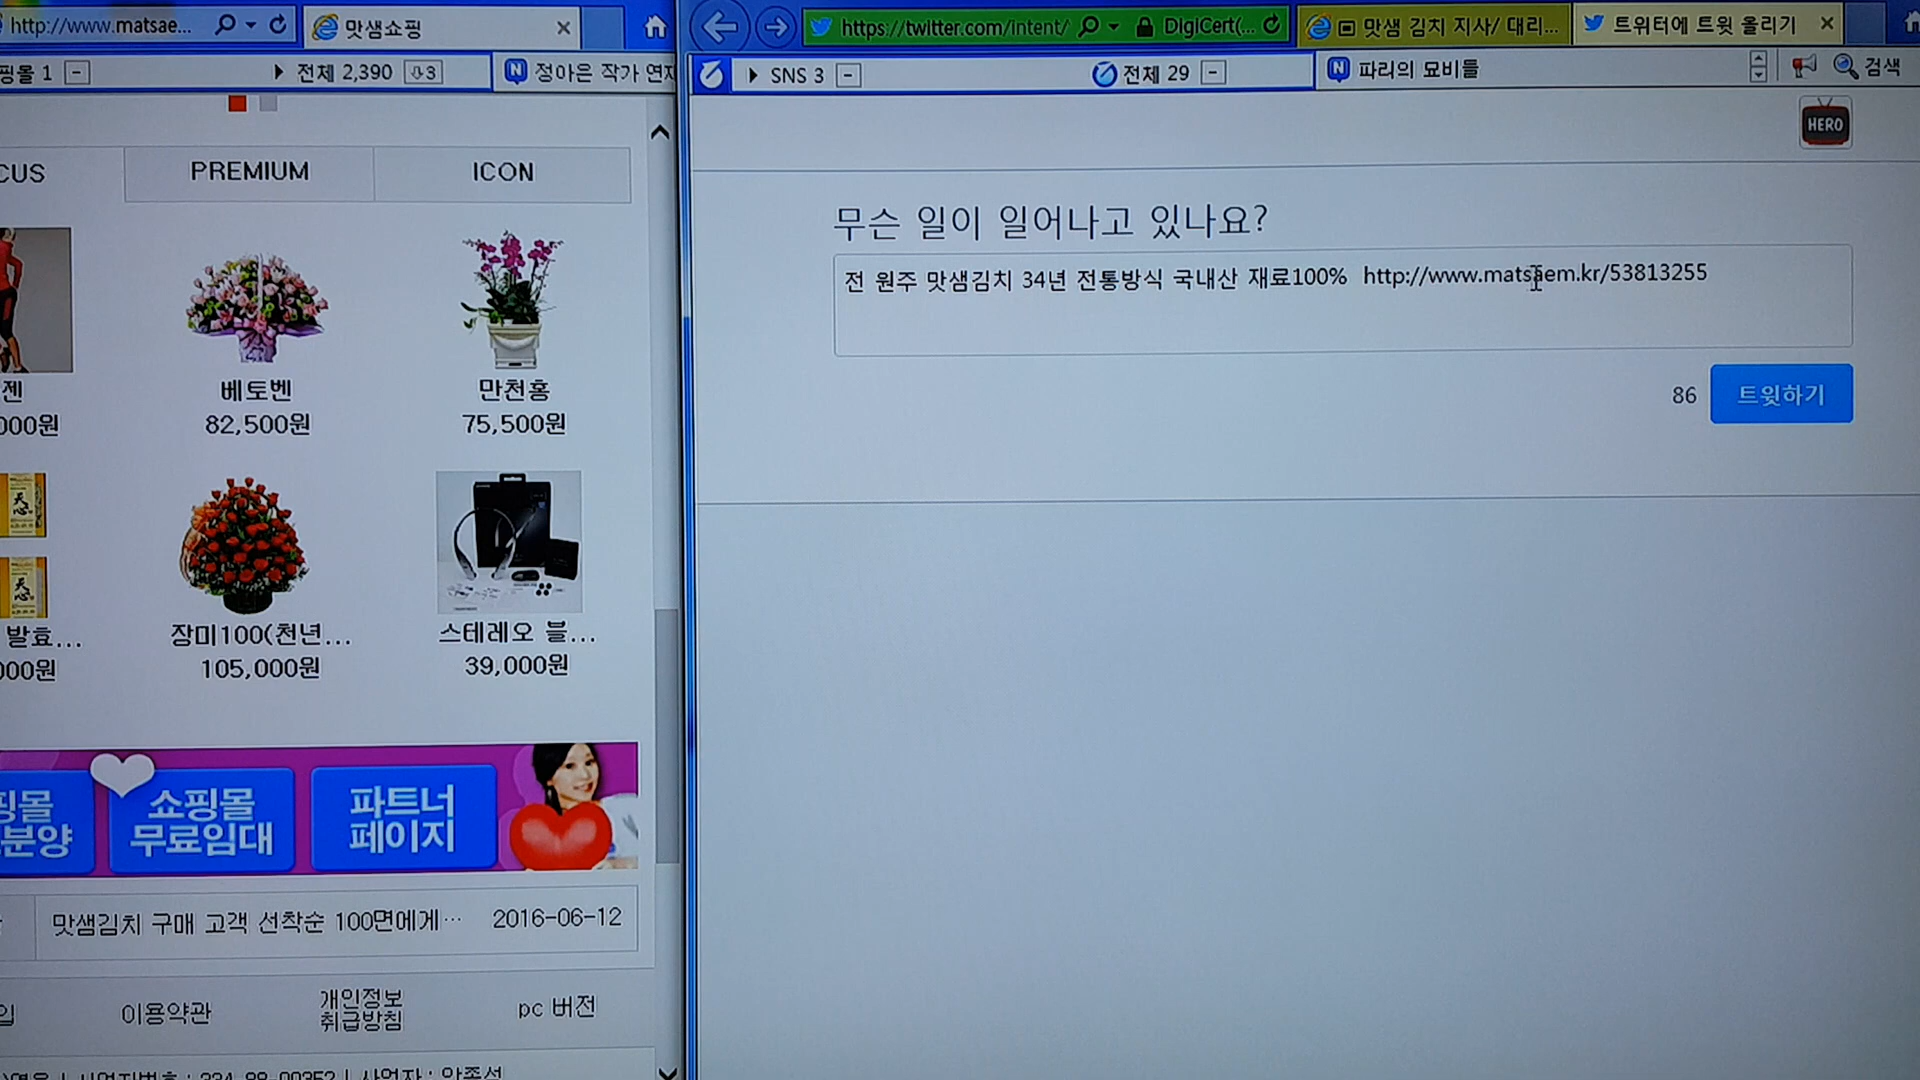 http://www.matsae...
맛샘쇼핑
핑몰 1
전체 2,390
3
정아은 작가 연재
CUS
PREMIUM
ICON
젠
베토벤
82,500원
만천홍
75,500원
000원
발효...
장미100(천년...
105,000원
스테레오 블...
39,000원
000원
핑몰
분양
쇼핑몰
무료임대
파트너
페이지
맛샘김치 구매 고객 선착순 100면에게···
2016-06-12
이용약관
개인정보
취급방침
pc 버전
https://twitter.com/intent/
DigiCert(...
맛샘 김치 지사/ 대리...
트위터에 트윗 올리기
SNS 3
전체 29
파리의 묘비들
검색
HERO
무슨 일이 일어나고 있나요?
전 원주 맛샘김치 34년 전통방식 국내산 재료100% http://www.matsaem.kr/53813255
86
트윗하기